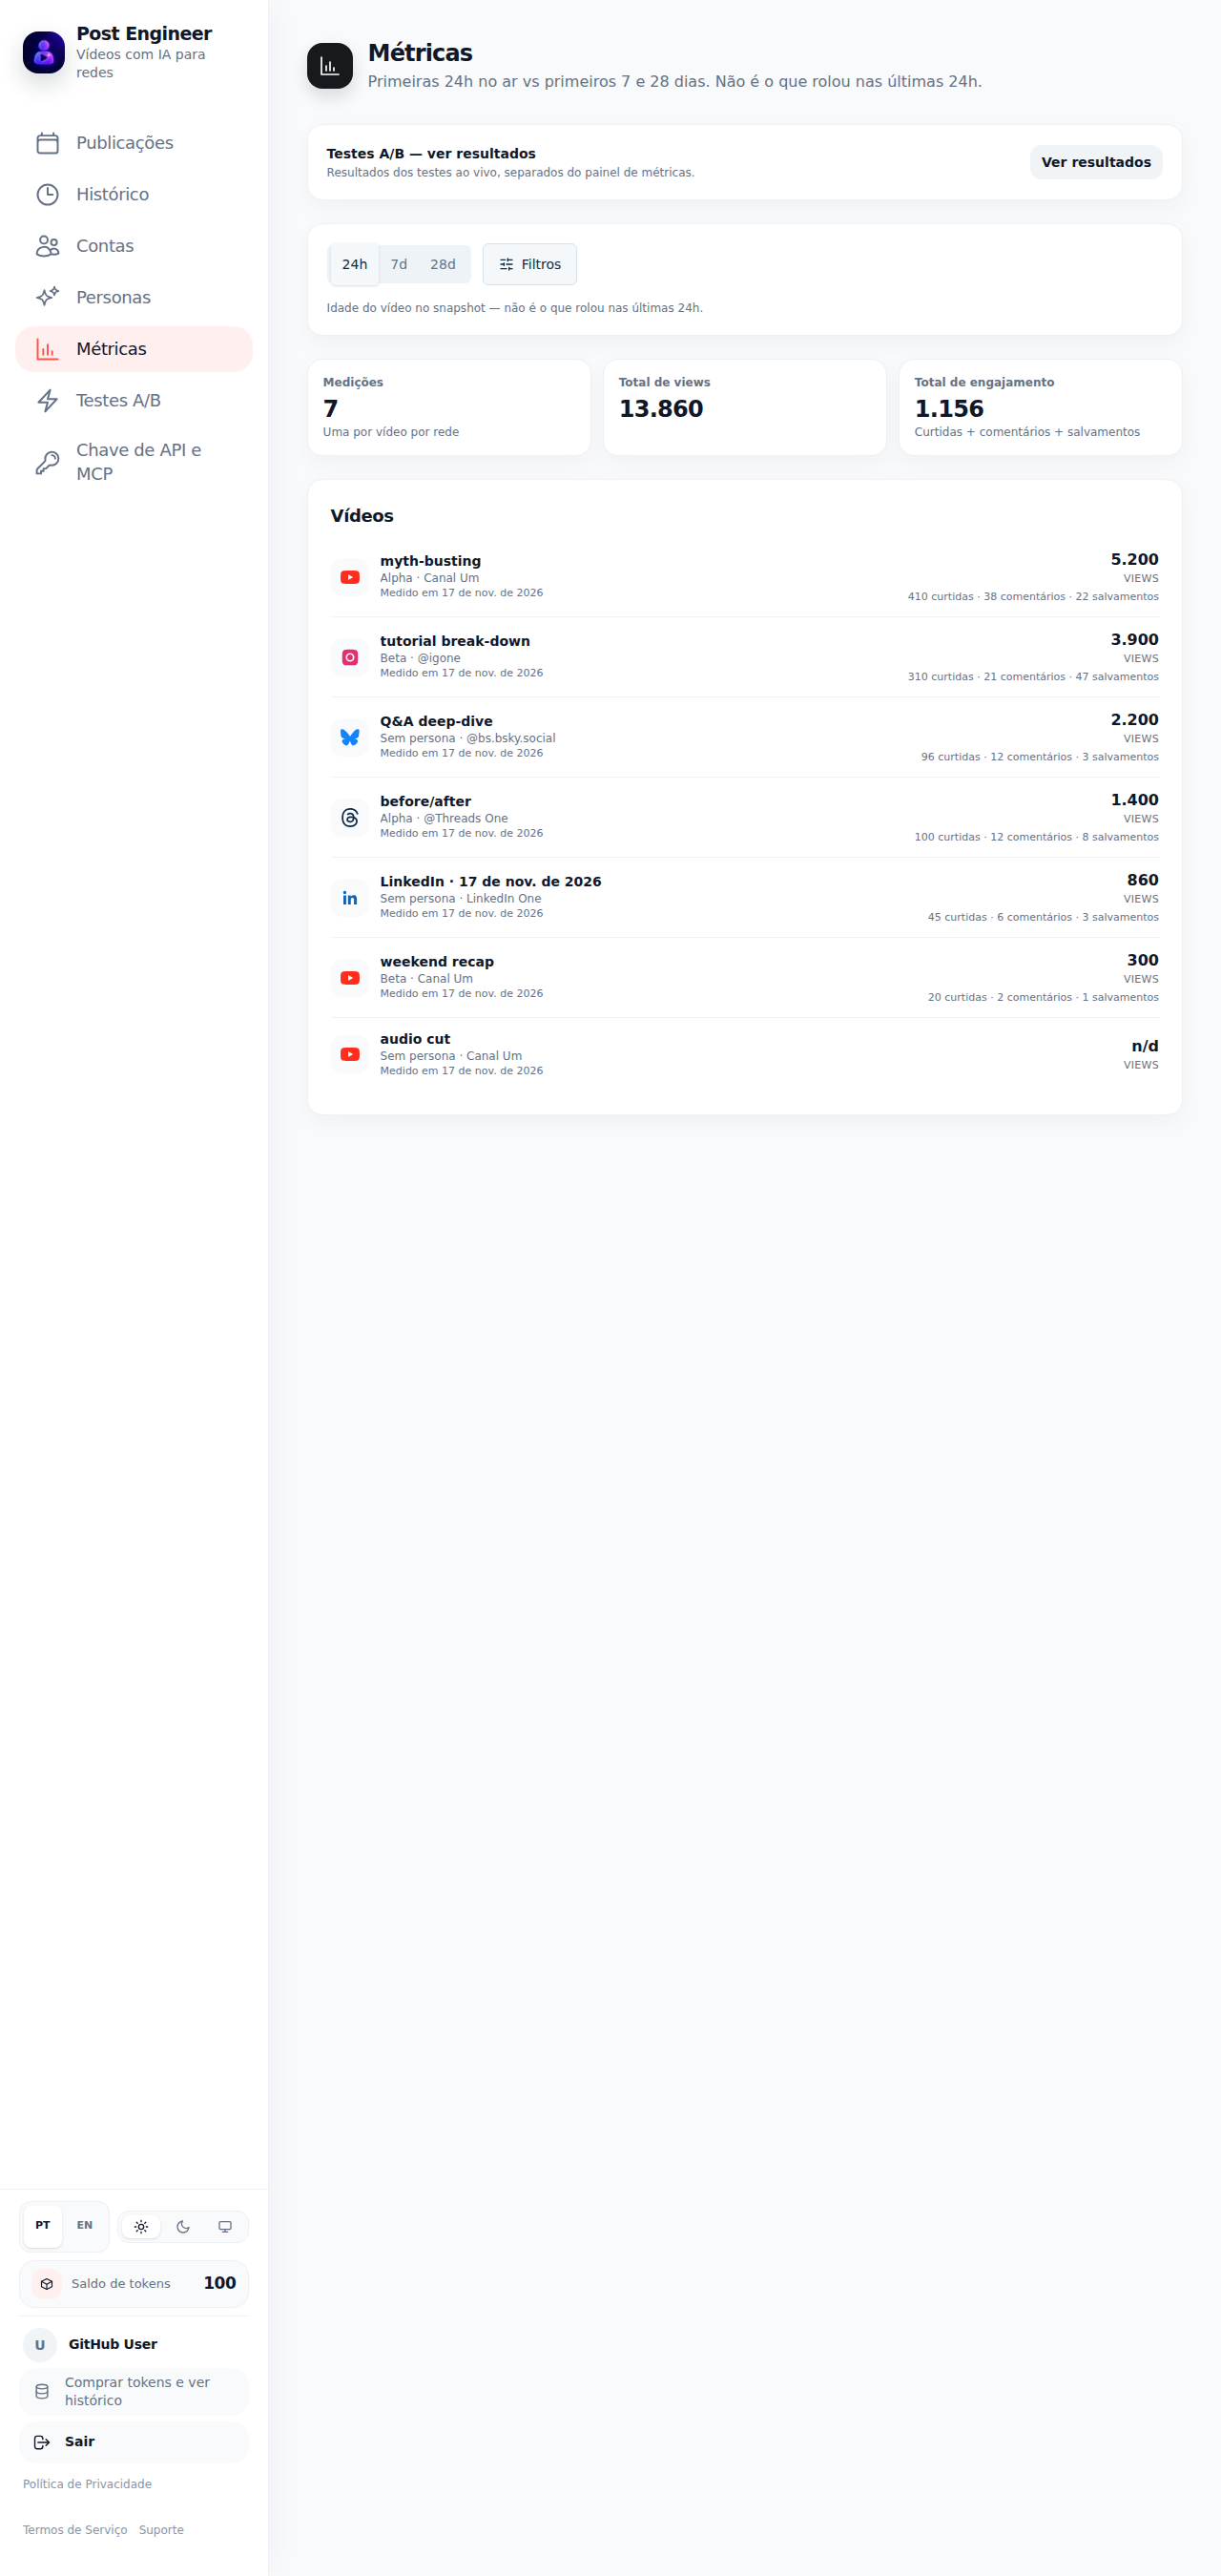 Post Engineer
Vídeos com IA para
redes
Publicações
Histórico
Contas
Personas
Métricas
Testes A/B
Chave de API e
MCP
Métricas
Primeiras 24h no ar vs primeiros 7 e 28 dias. Não é o que rolou nas últimas 24h.
Testes A/B — ver resultados
Resultados dos testes ao vivo, separados do painel de métricas.
Ver resultados
24h 7d 28d Filtros
Idade do vídeo no snapshot — não é o que rolou nas últimas 24h.
Medições
7
Uma por vídeo por rede
Total de views
13.860
Total de engajamento
1.156
Curtidas + comentários + salvamentos
Vídeos
myth-busting
Alpha · Canal Um
Medido em 17 de nov. de 2026
5.200
VIEWS
410 curtidas · 38 comentários · 22 salvamentos
tutorial break-down
Beta · @igone
Medido em 17 de nov. de 2026
3.900
VIEWS
310 curtidas · 21 comentários · 47 salvamentos
Q&A deep-dive
Sem persona · @bs.bsky.social
Medido em 17 de nov. de 2026
2.200
VIEWS
96 curtidas · 12 comentários · 3 salvamentos
before/after
Alpha · @Threads One
Medido em 17 de nov. de 2026
1.400
VIEWS
100 curtidas · 12 comentários · 8 salvamentos
LinkedIn · 17 de nov. de 2026
Sem persona · LinkedIn One
Medido em 17 de nov. de 2026
860
VIEWS
45 curtidas · 6 comentários · 3 salvamentos
weekend recap
Beta · Canal Um
Medido em 17 de nov. de 2026
300
VIEWS
20 curtidas · 2 comentários · 1 salvamentos
audio cut
Sem persona · Canal Um
Medido em 17 de nov. de 2026
n/d
VIEWS
PT EN
Saldo de tokens 100
U GitHub User
Comprar tokens e ver
histórico
Sair
Política de Privacidade
Termos de Serviço Suporte